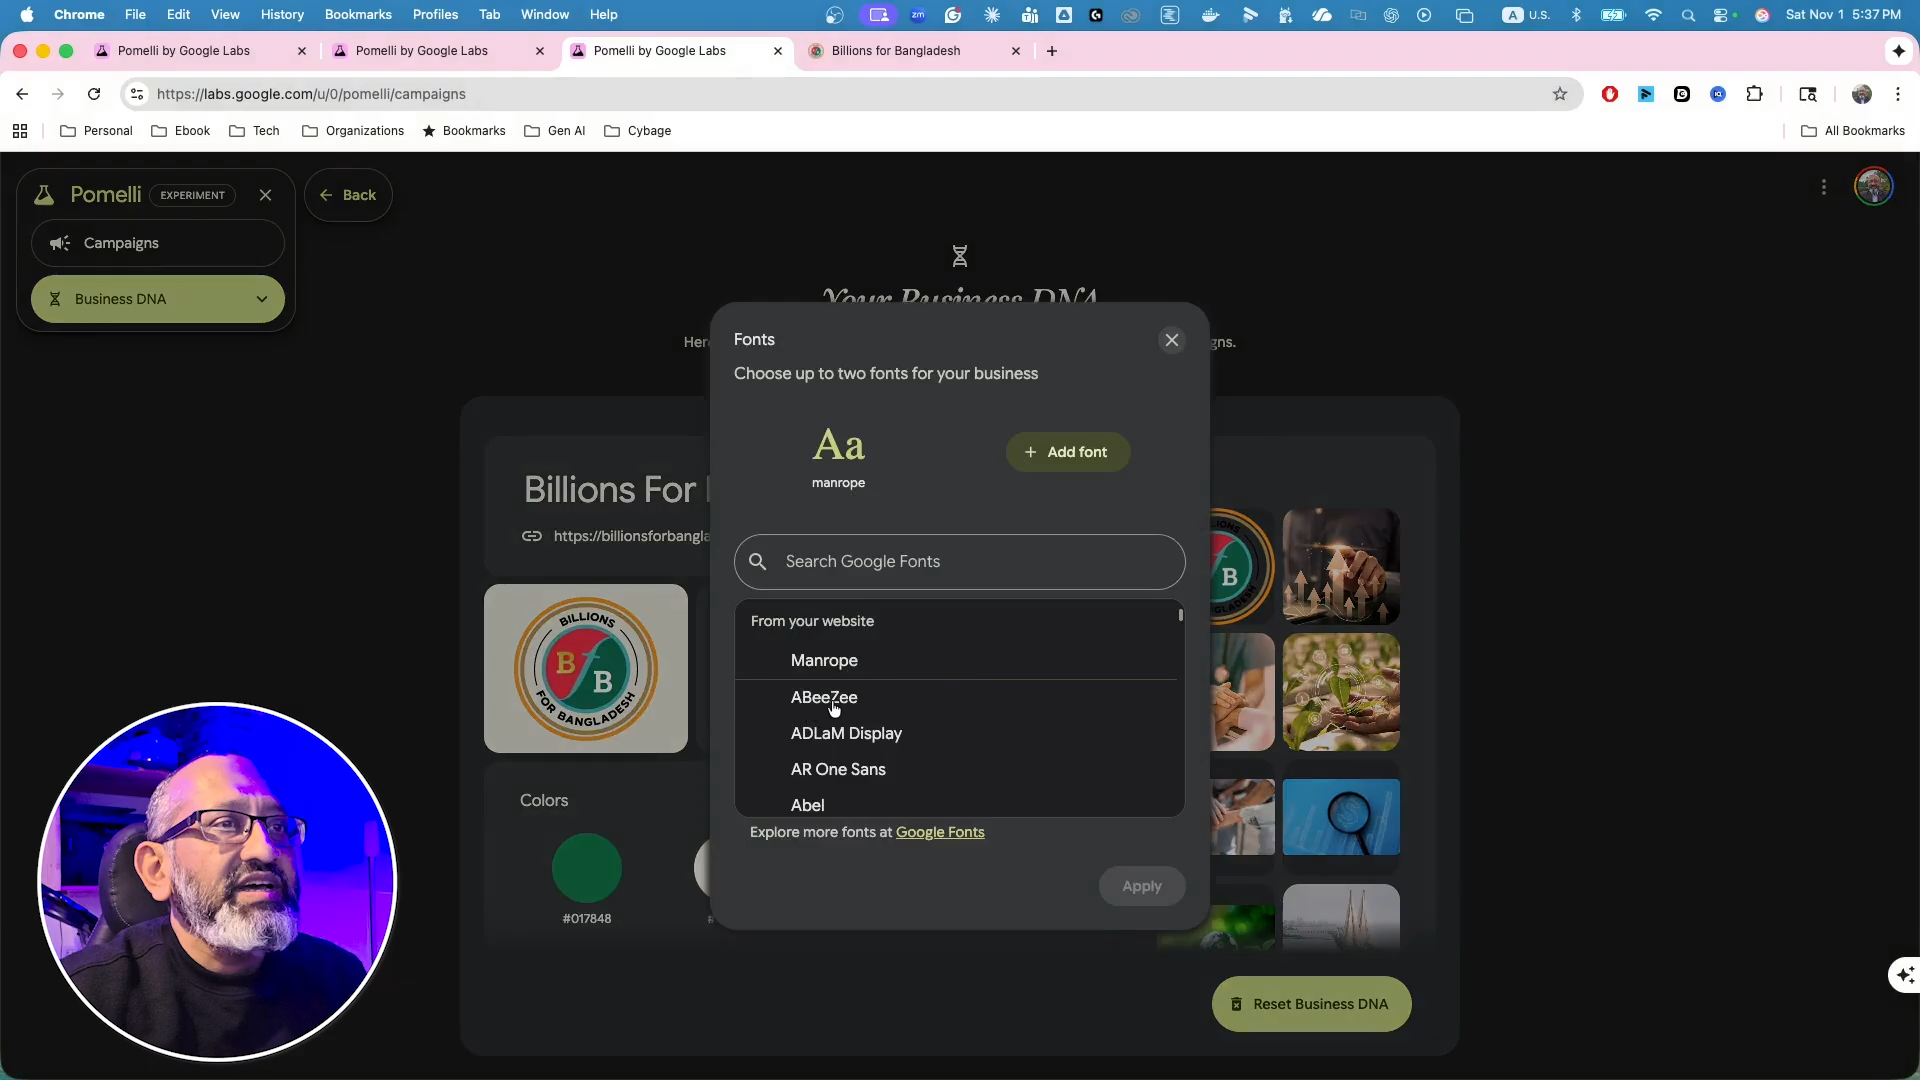 Chrome File Edit View History Bookmarks Profiles Tab Window Help
zm A U.S. Sat Nov 1 5:37 PM
Pomelli by Google Labs
Pomelli by Google Labs
Pomelli by Google Labs
Billions for Bangladesh
https://labs.google.com/u/0/pomelli/campaigns
Personal Ebook Tech Organizations Bookmarks Gen AI Cybage All Bookmarks
Pomelli EXPERIMENT
Back
Campaigns
Business DNA
Your Business DNA
Here
gns.
Fonts
Choose up to two fonts for your business
Aa
manrope
+ Add font
Search Google Fonts
From your website
Manrope
ABeeZee
ADLaM Display
AR One Sans
Abel
Explore more fonts at Google Fonts
Apply
Billions For
https://billionsforbangla
BILLIONS
B f B
FOR BANGLADESH
Colors
#017848
#
B
Reset Business DNA